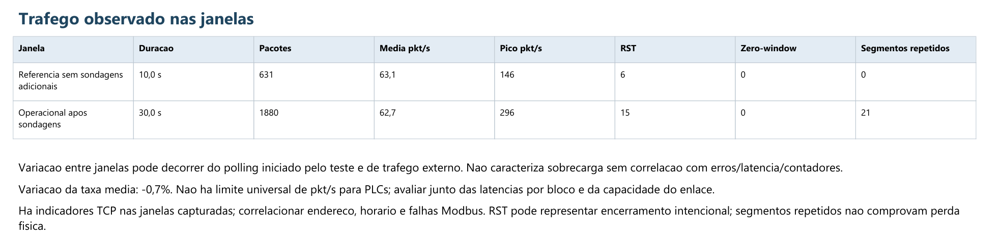 Trafego observado nas janelas
Janela Duracao Pacotes Media pkt/s Pico pkt/s RST Zero-window Segmentos repetidos
Referencia sem sondagens 10,0 s 631 63,1 146 6 0 0
adicionais
Operacional apos 30,0 s 1880 62,7 296 15 0 21
sondagens
Variacao entre janelas pode decorrer do polling iniciado pelo teste e de trafego externo. Nao caracteriza sobrecarga sem correlacao com erros/latencia/contadores.
Variacao da taxa media: -0,7%. Nao ha limite universal de pkt/s para PLCs; avaliar junto das latencias por bloco e da capacidade do enlace.
Ha indicadores TCP nas janelas capturadas; correlacionar endereco, horario e falhas Modbus. RST pode representar encerramento intencional; segmentos repetidos nao comprovam perda
fisica.